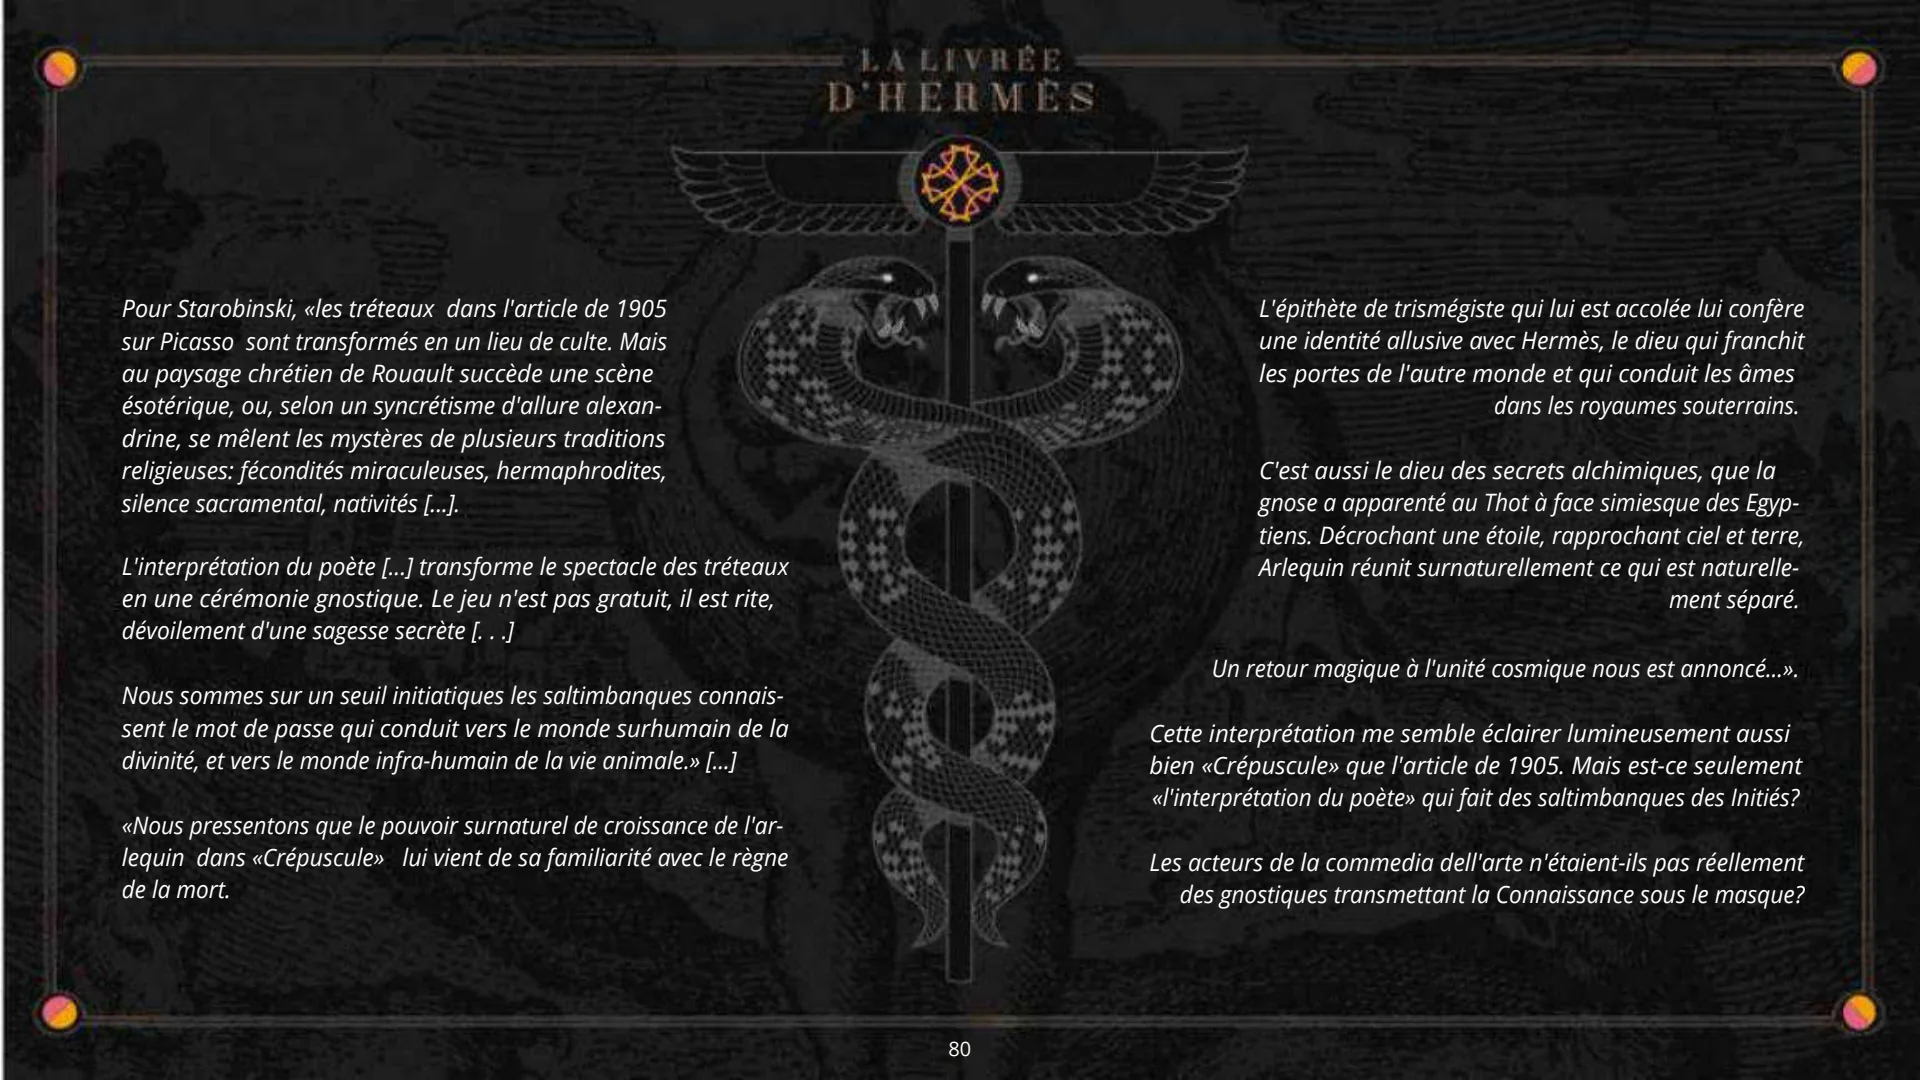 LA LIVRÉE
D'HERMÈS
Pour Starobinski, «les tréteaux dans l'article de 1905
sur Picasso sont transformés en un lieu de culte. Mais
au paysage chrétien de Rouault succède une scène
ésotérique, ou, selon un syncrétisme d'allure alexan-
drine, se mêlent les mystères de plusieurs traditions
religieuses: fécondités miraculeuses, hermaphrodites,
silence sacramental, nativités [...].
L'interprétation du poète [...] transforme le spectacle des tréteaux
en une cérémonie gnostique. Le jeu n'est pas gratuit, il est rite,
dévoilement d'une sagesse secrète [. . .]
Nous sommes sur un seuil initiatiques les saltimbanques connais-
sent le mot de passe qui conduit vers le monde surhumain de la
divinité, et vers le monde infra-humain de la vie animale.» [...]
«Nous pressentons que le pouvoir surnaturel de croissance de l'ar-
lequin dans «Crépuscule» lui vient de sa familiarité avec le règne
de la mort.
L'épithète de trismégiste qui lui est accolée lui confère
une identité allusive avec Hermès, le dieu qui franchit
les portes de l'autre monde et qui conduit les âmes
dans les royaumes souterrains.
C'est aussi le dieu des secrets alchimiques, que la
gnose a apparenté au Thot à face simiesque des Egyp-
tiens. Décrochant une étoile, rapprochant ciel et terre,
Arlequin réunit surnaturellement ce qui est naturelle-
ment séparé.
Un retour magique à l'unité cosmique nous est annoncé...».
Cette interprétation me semble éclairer lumineusement aussi
bien «Crépuscule» que l'article de 1905. Mais est-ce seulement
«l'interprétation du poète» qui fait des saltimbanques des Initiés?
Les acteurs de la commedia dell'arte n'étaient-ils pas réellement
des gnostiques transmettant la Connaissance sous le masque?
80